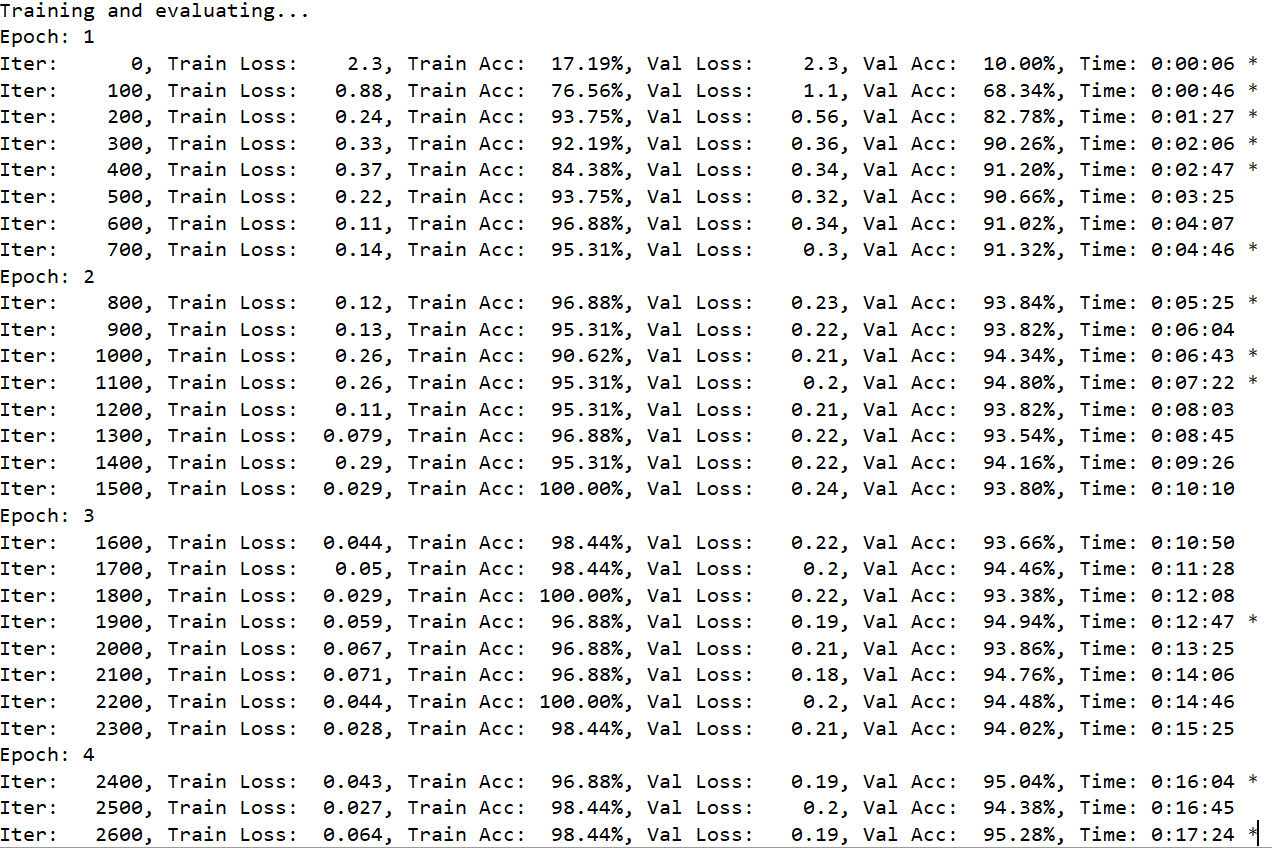 Training and evaluating...
Epoch: 1
Iter:      0, Train Loss:    2.3, Train Acc:  17.19%, Val Loss:    2.3, Val Acc:  10.00%, Time: 0:00:06 *
Iter:    100, Train Loss:   0.88, Train Acc:  76.56%, Val Loss:    1.1, Val Acc:  68.34%, Time: 0:00:46 *
Iter:    200, Train Loss:   0.24, Train Acc:  93.75%, Val Loss:   0.56, Val Acc:  82.78%, Time: 0:01:27 *
Iter:    300, Train Loss:   0.33, Train Acc:  92.19%, Val Loss:   0.36, Val Acc:  90.26%, Time: 0:02:06 *
Iter:    400, Train Loss:   0.37, Train Acc:  84.38%, Val Loss:   0.34, Val Acc:  91.20%, Time: 0:02:47 *
Iter:    500, Train Loss:   0.22, Train Acc:  93.75%, Val Loss:   0.32, Val Acc:  90.66%, Time: 0:03:25
Iter:    600, Train Loss:   0.11, Train Acc:  96.88%, Val Loss:   0.34, Val Acc:  91.02%, Time: 0:04:07
Iter:    700, Train Loss:   0.14, Train Acc:  95.31%, Val Loss:    0.3, Val Acc:  91.32%, Time: 0:04:46 *
Epoch: 2
Iter:    800, Train Loss:   0.12, Train Acc:  96.88%, Val Loss:   0.23, Val Acc:  93.84%, Time: 0:05:25 *
Iter:    900, Train Loss:   0.13, Train Acc:  95.31%, Val Loss:   0.22, Val Acc:  93.82%, Time: 0:06:04
Iter:   1000, Train Loss:   0.26, Train Acc:  90.62%, Val Loss:   0.21, Val Acc:  94.34%, Time: 0:06:43 *
Iter:   1100, Train Loss:   0.26, Train Acc:  95.31%, Val Loss:    0.2, Val Acc:  94.80%, Time: 0:07:22 *
Iter:   1200, Train Loss:   0.11, Train Acc:  95.31%, Val Loss:   0.21, Val Acc:  93.82%, Time: 0:08:03
Iter:   1300, Train Loss:  0.079, Train Acc:  96.88%, Val Loss:   0.22, Val Acc:  93.54%, Time: 0:08:45
Iter:   1400, Train Loss:   0.29, Train Acc:  95.31%, Val Loss:   0.22, Val Acc:  94.16%, Time: 0:09:26
Iter:   1500, Train Loss:  0.029, Train Acc: 100.00%, Val Loss:   0.24, Val Acc:  93.80%, Time: 0:10:10
Epoch: 3
Iter:   1600, Train Loss:  0.044, Train Acc:  98.44%, Val Loss:   0.22, Val Acc:  93.66%, Time: 0:10:50
Iter:   1700, Train Loss:   0.05, Train Acc:  98.44%, Val Loss:    0.2, Val Acc:  94.46%, Time: 0:11:28
Iter:   1800, Train Loss:  0.029, Train Acc: 100.00%, Val Loss:   0.22, Val Acc:  93.38%, Time: 0:12:08
Iter:   1900, Train Loss:  0.059, Train Acc:  96.88%, Val Loss:   0.19, Val Acc:  94.94%, Time: 0:12:47 *
Iter:   2000, Train Loss:  0.067, Train Acc:  96.88%, Val Loss:   0.21, Val Acc:  93.86%, Time: 0:13:25
Iter:   2100, Train Loss:  0.071, Train Acc:  96.88%, Val Loss:   0.18, Val Acc:  94.76%, Time: 0:14:06
Iter:   2200, Train Loss:  0.044, Train Acc: 100.00%, Val Loss:    0.2, Val Acc:  94.48%, Time: 0:14:46
Iter:   2300, Train Loss:  0.028, Train Acc:  98.44%, Val Loss:   0.21, Val Acc:  94.02%, Time: 0:15:25
Epoch: 4
Iter:   2400, Train Loss:  0.043, Train Acc:  96.88%, Val Loss:   0.19, Val Acc:  95.04%, Time: 0:16:04 *
Iter:   2500, Train Loss:  0.027, Train Acc:  98.44%, Val Loss:    0.2, Val Acc:  94.38%, Time: 0:16:45
Iter:   2600, Train Loss:  0.064, Train Acc:  98.44%, Val Loss:   0.19, Val Acc:  95.28%, Time: 0:17:24 *